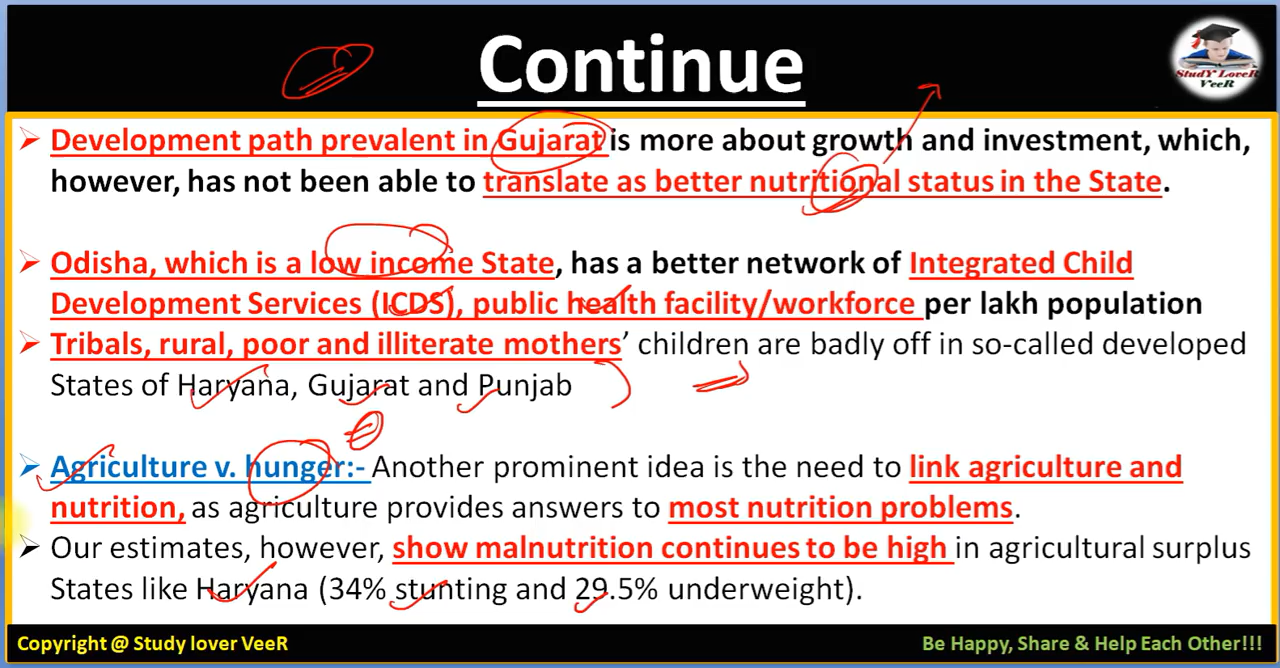 Continue
StudY LoveR
VeeR
➢ Development path prevalent in Gujarat is more about growth and investment, which,
however, has not been able to translate as better nutritional status in the State.
➢ Odisha, which is a low income State, has a better network of Integrated Child
Development Services (ICDS), public health facility/workforce per lakh population
➢ Tribals, rural, poor and illiterate mothers’ children are badly off in so-called developed
States of Haryana, Gujarat and Punjab
➢ Agriculture v. hunger:- Another prominent idea is the need to link agriculture and
nutrition, as agriculture provides answers to most nutrition problems.
➢ Our estimates, however, show malnutrition continues to be high in agricultural surplus
States like Haryana (34% stunting and 29.5% underweight).
Copyright @ Study lover VeeR
Be Happy, Share & Help Each Other!!!